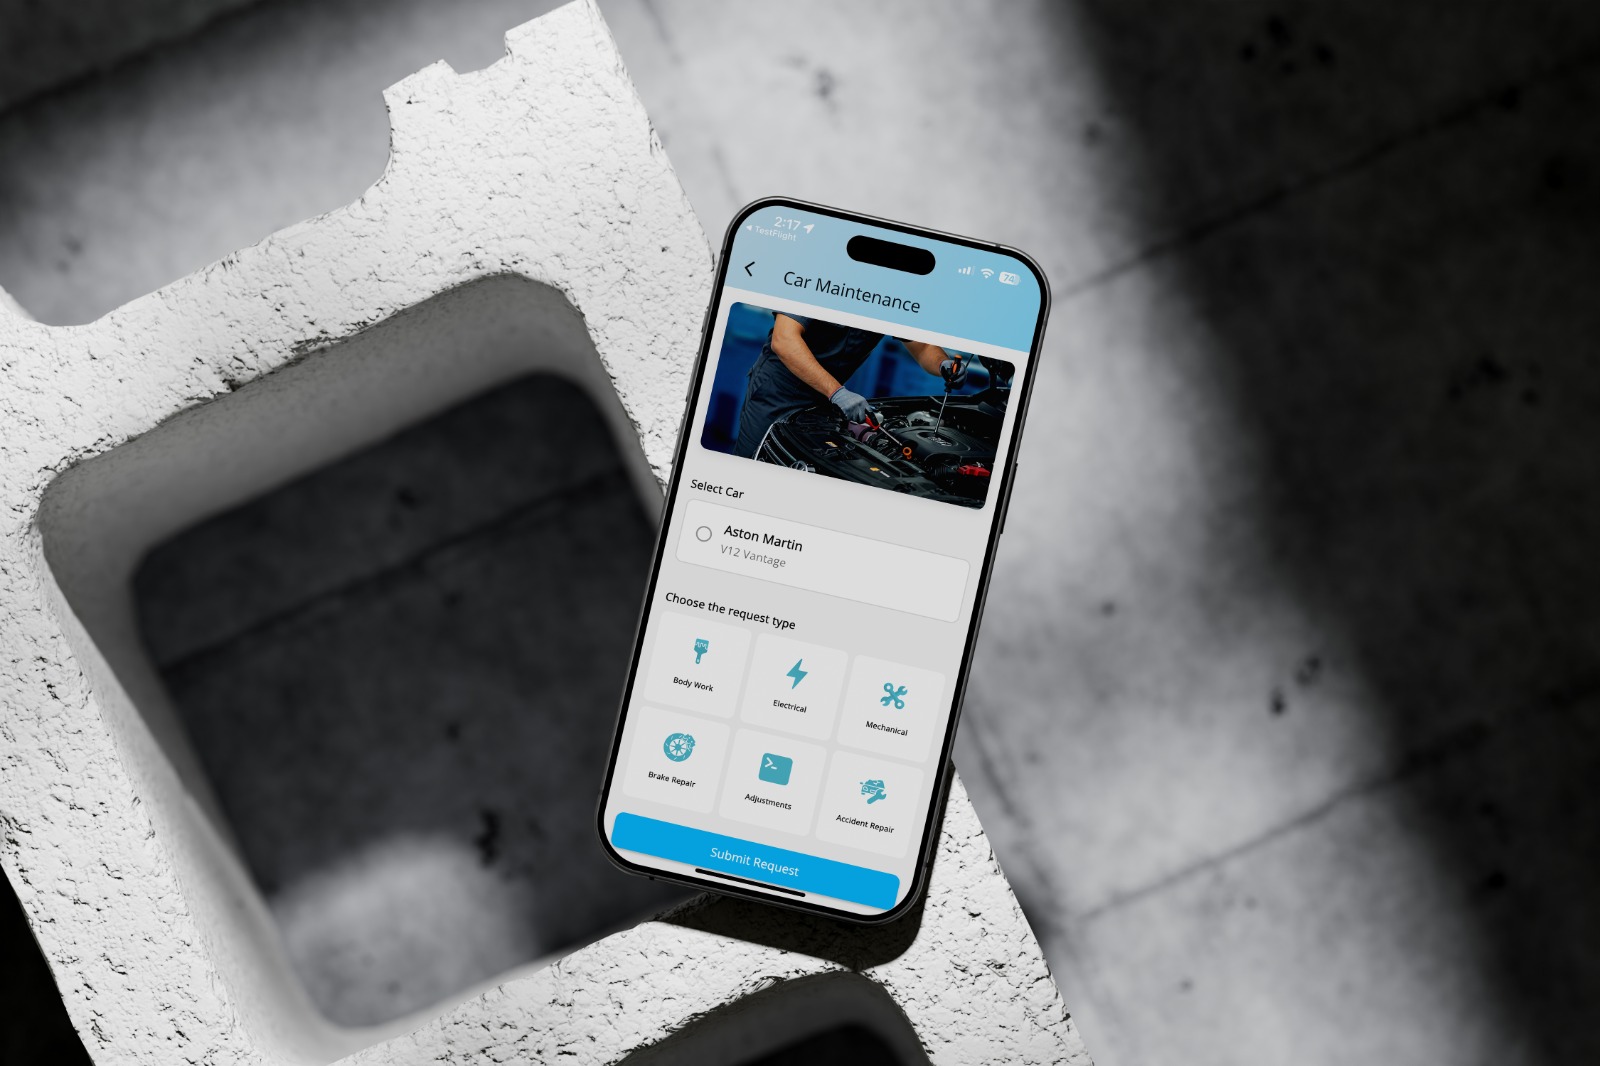 2:17
TestFlight
74
Car Maintenance
Select Car
Aston Martin
V12 Vantage
Choose the request type
Body Work
Electrical
Mechanical
Brake Repair
Adjustments
Accident Repair
Submit Request